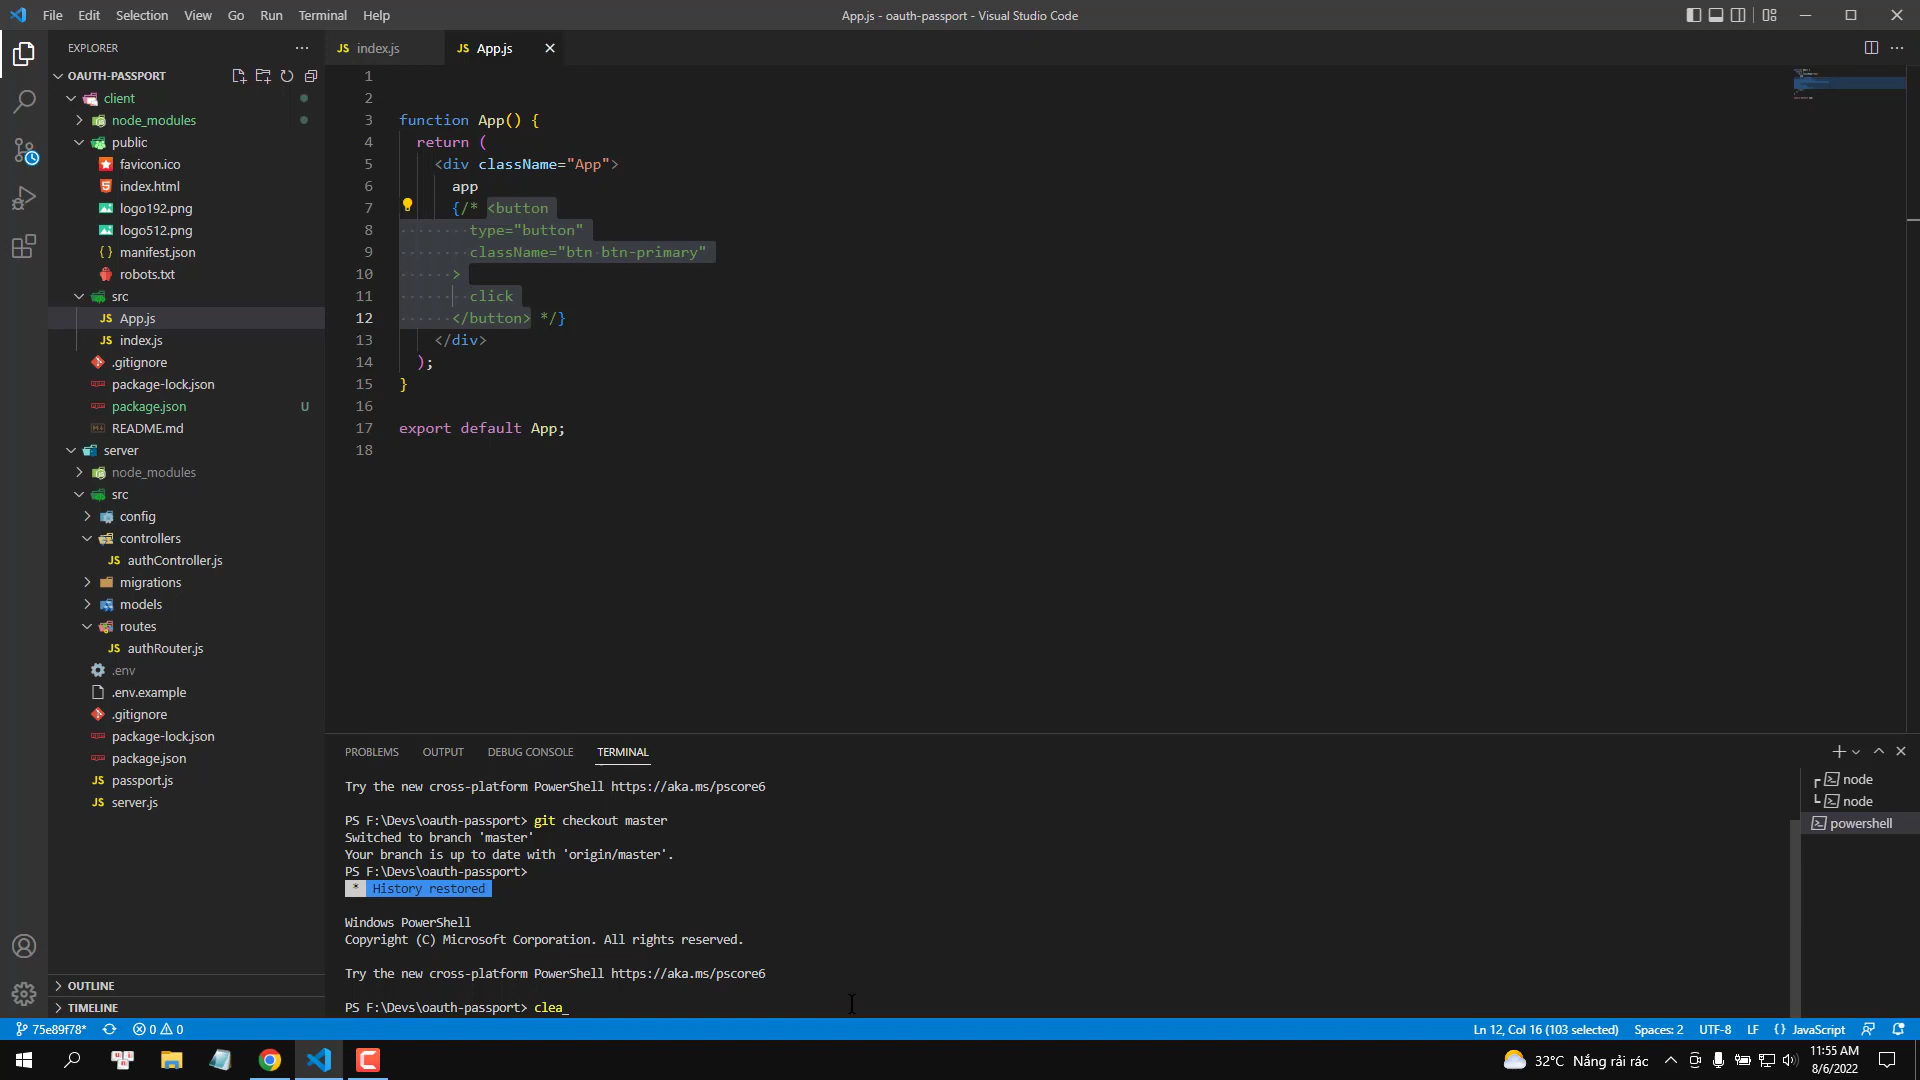 File Edit Selection View Go Run Terminal Help
App.js - oauth-passport - Visual Studio Code
EXPLORER
OAUTH-PASSPORT
client
node_modules
public
favicon.ico
index.html
logo192.png
logo512.png
manifest.json
robots.txt
src
JS App.js
JS index.js
.gitignore
package-lock.json
package.json U
README.md
server
node_modules
src
config
controllers
JS authController.js
migrations
models
routes
JS authRouter.js
.env
.env.example
.gitignore
package-lock.json
package.json
JS passport.js
JS server.js
OUTLINE
TIMELINE
JS index.js
JS App.js
1
2
3 function App() {
4 return (
5 <div className="App">
6 app
7 {/* <button
8 type="button"
9 className="btn btn-primary"
10 >
11 click
12 </button> */}
13 </div>
14 );
15 }
16
17 export default App;
18
PROBLEMS OUTPUT DEBUG CONSOLE TERMINAL
Try the new cross-platform PowerShell https://aka.ms/pscore6
PS F:\Devs\oauth-passport> git checkout master
Switched to branch 'master'
Your branch is up to date with 'origin/master'.
PS F:\Devs\oauth-passport>
* History restored
Windows PowerShell
Copyright (C) Microsoft Corporation. All rights reserved.
Try the new cross-platform PowerShell https://aka.ms/pscore6
PS F:\Devs\oauth-passport> clea_
node
node
powershell
75e89f78* 0 0
Ln 12, Col 16 (103 selected) Spaces: 2 UTF-8 LF {} JavaScript
32°C Nắng rải rác
11:55 AM
8/6/2022